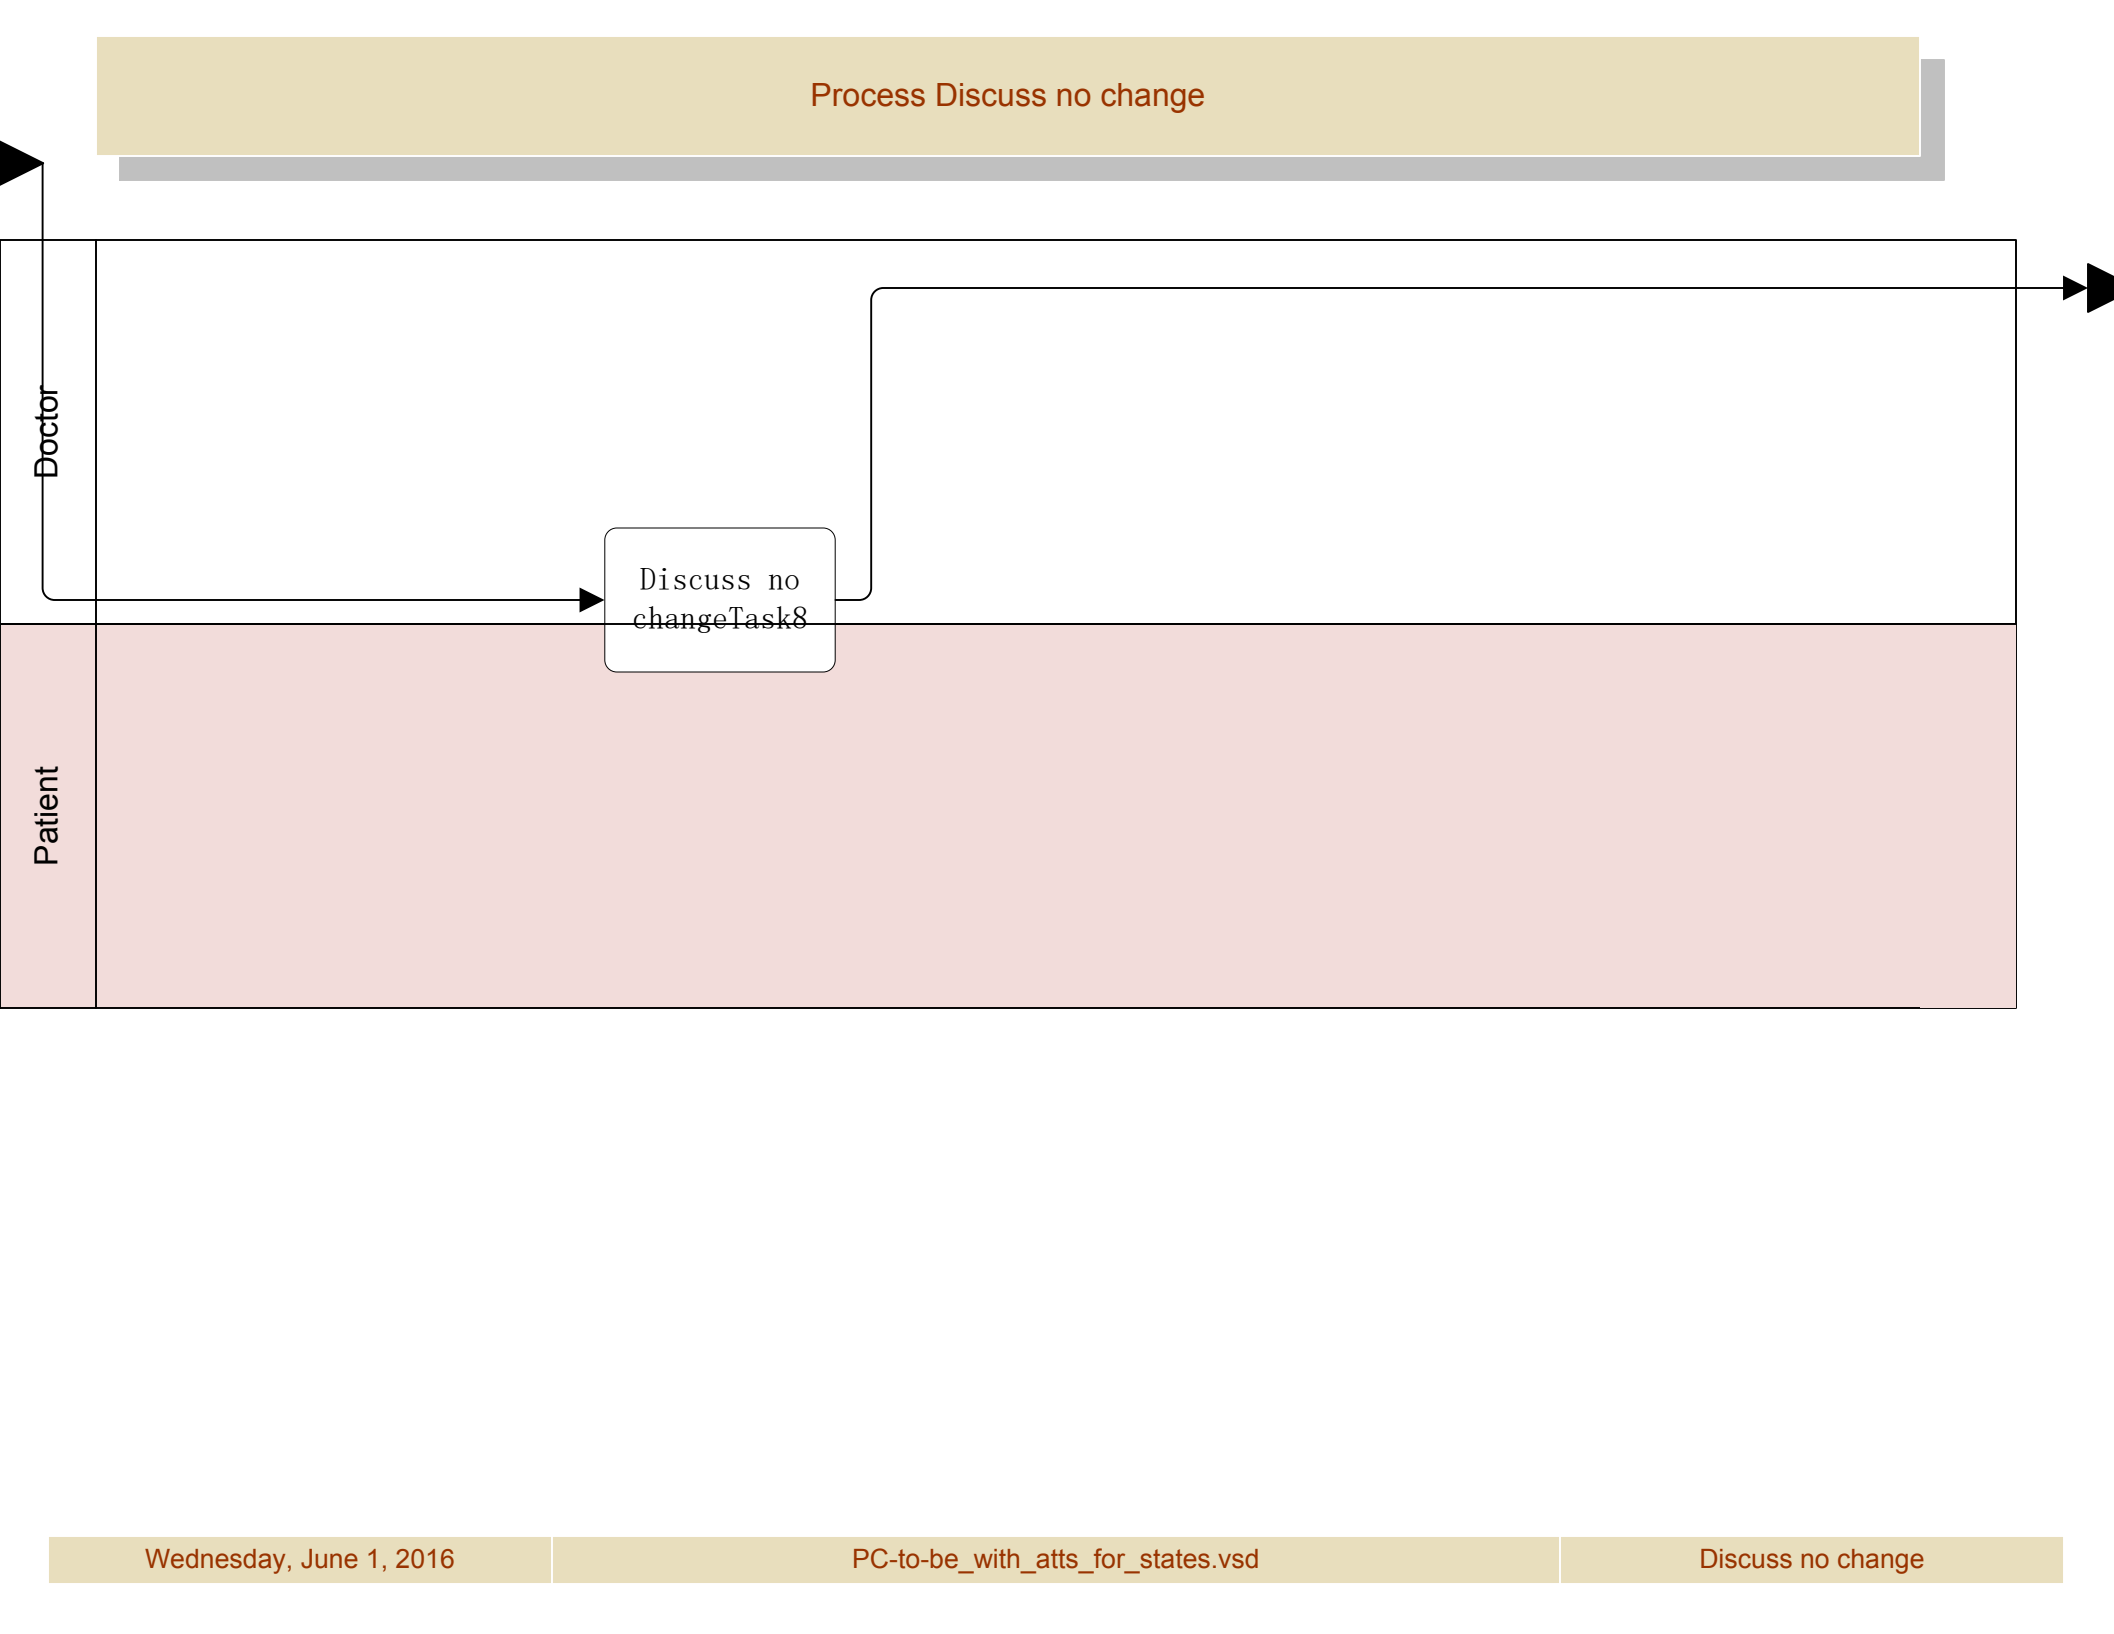 Process Discuss no change
Doctor
Discuss no
changeTask8
Patient
Wednesday, June 1, 2016
PC-to-be_with_atts_for_states.vsd
Discuss no change